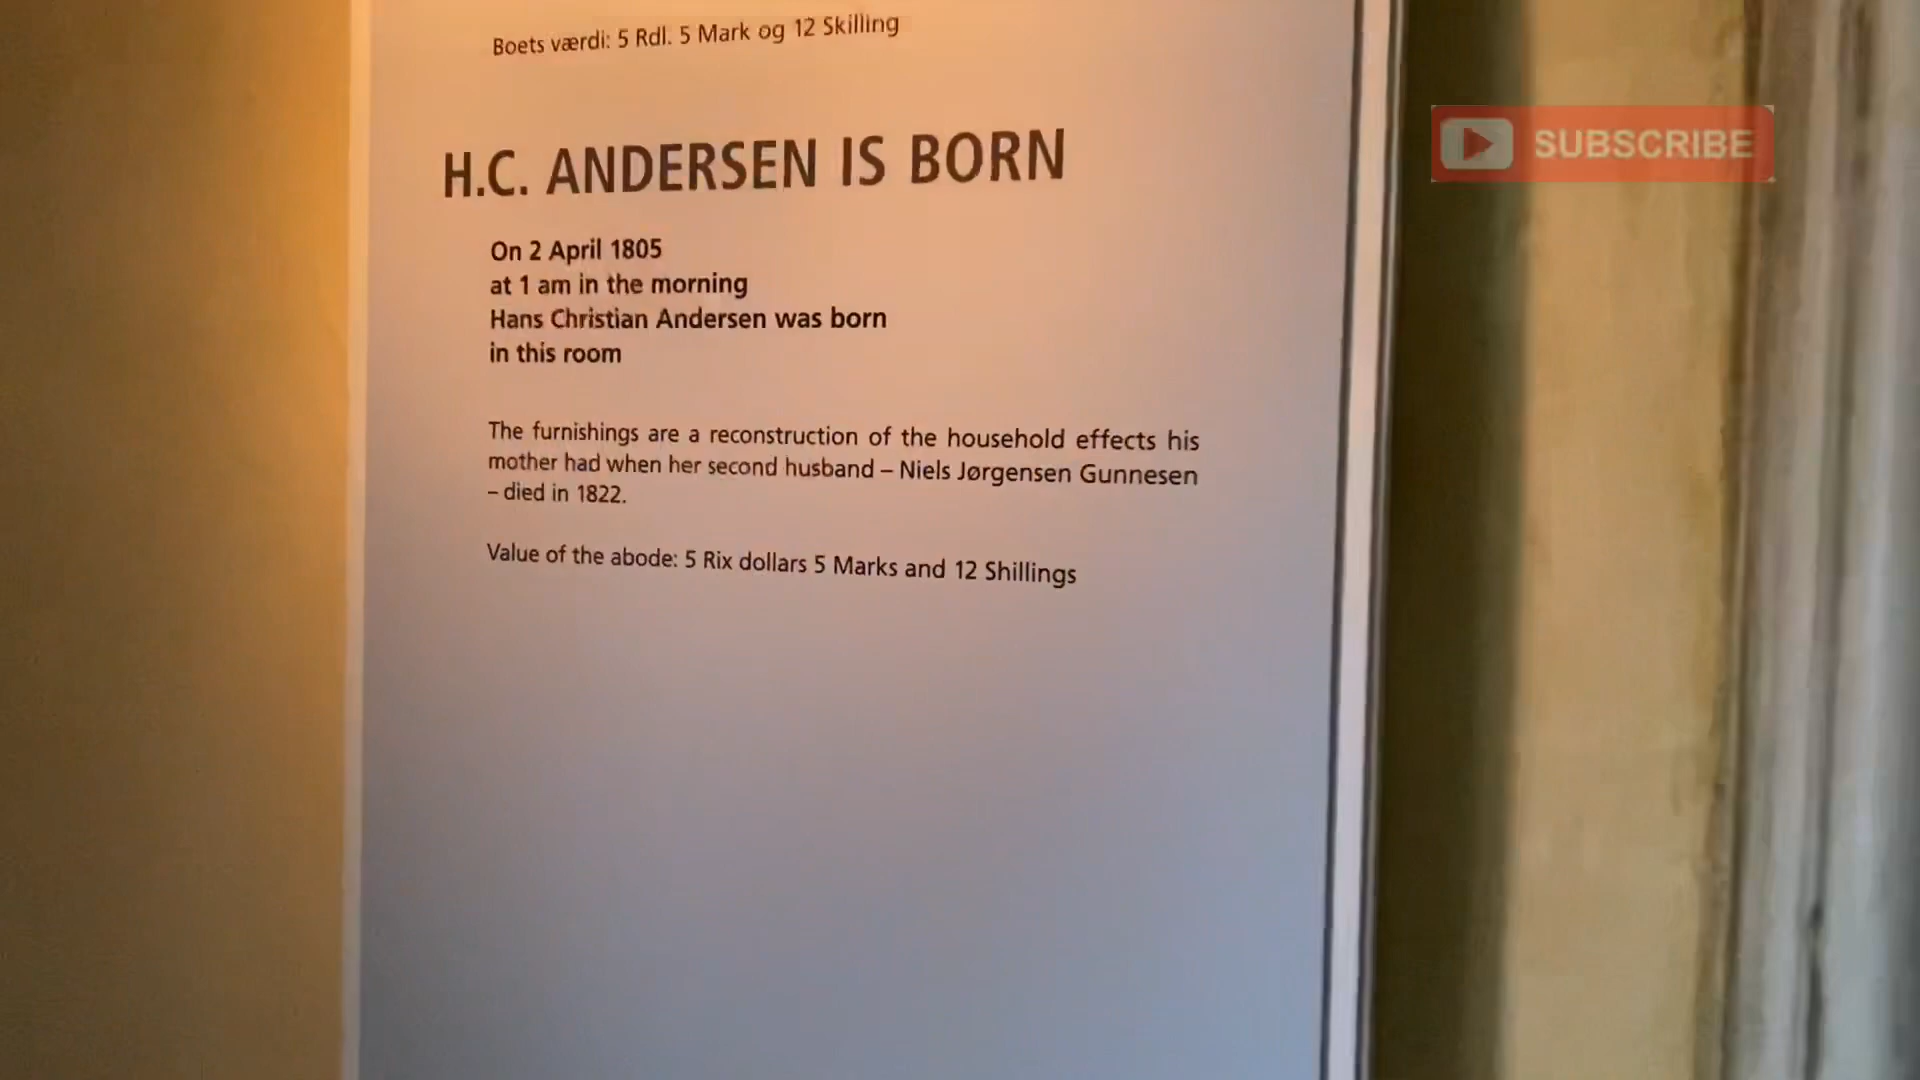 Boets værdi: 5 Rdl. 5 Mark og 12 Skilling
H.C. ANDERSEN IS BORN
On 2 April 1805
at 1 am in the morning
Hans Christian Andersen was born
in this room
The furnishings are a reconstruction of the household effects his
mother had when her second husband – Niels Jørgensen Gunnesen
– died in 1822.
Value of the abode: 5 Rix dollars 5 Marks and 12 Shillings
SUBSCRIBE